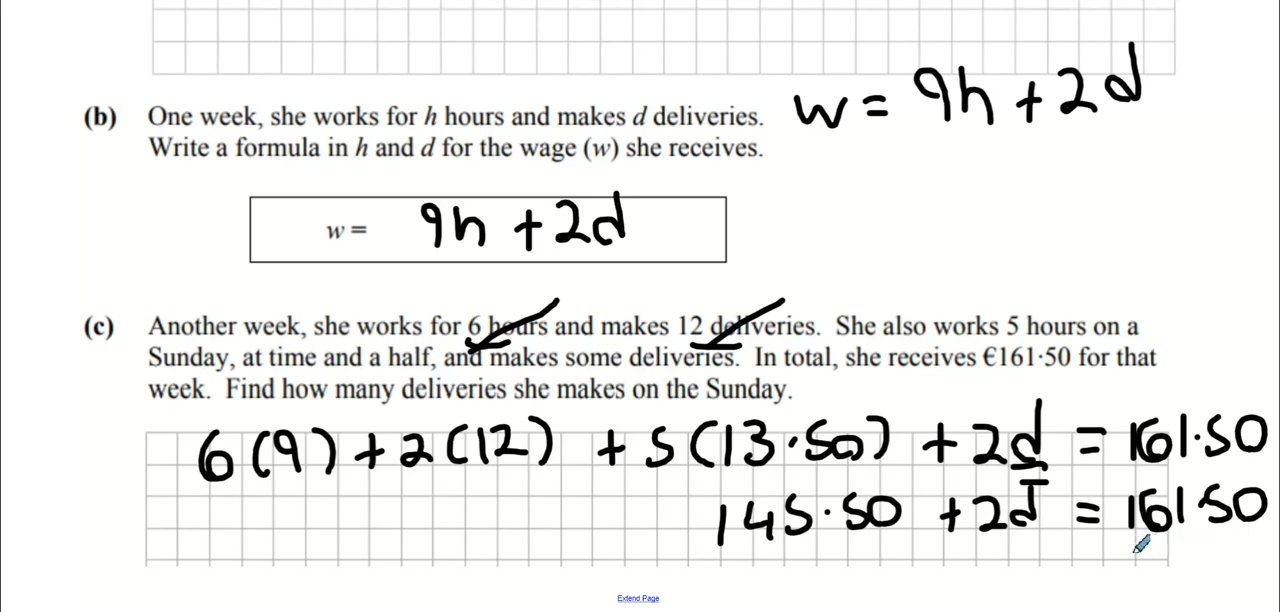 w = 9h + 2d
(b) One week, she works for h hours and makes d deliveries.
Write a formula in h and d for the wage (w) she receives.
w = 9h + 2d
(c) Another week, she works for 6 hours and makes 12 deliveries. She also works 5 hours on a
Sunday, at time and a half, and makes some deliveries. In total, she receives €161·50 for that
week. Find how many deliveries she makes on the Sunday.
6(9) + 2(12) + 5(13·50) + 2d = 161·50
145·50 + 2d = 161·50
Extend Page